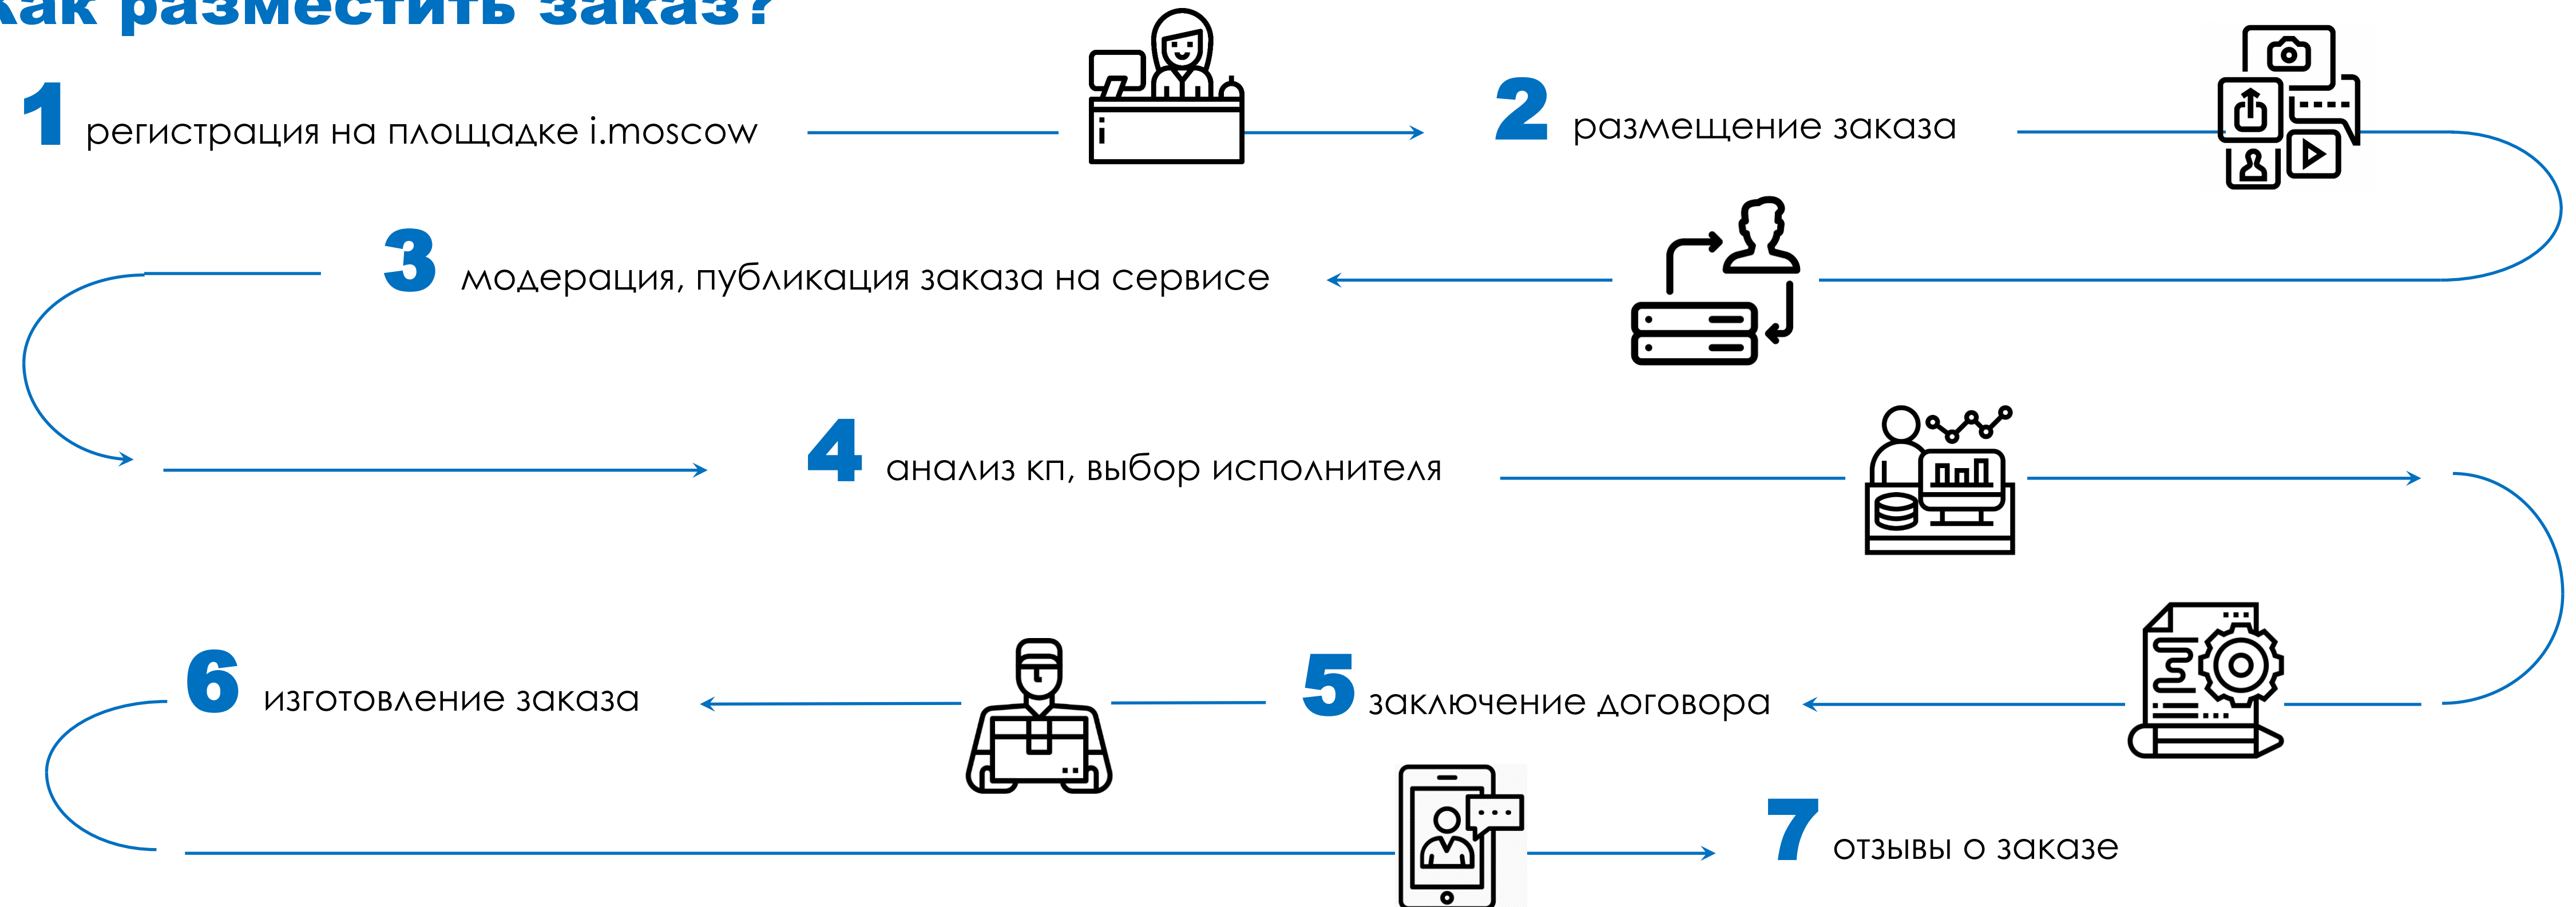 как разместить заказ?
1 регистрация на площадке i.moscow
2 размещение заказа
3 модерация, публикация заказа на сервисе
4 анализ кп, выбор исполнителя
5 заключение договора
6 изготовление заказа
7 отзывы о заказе